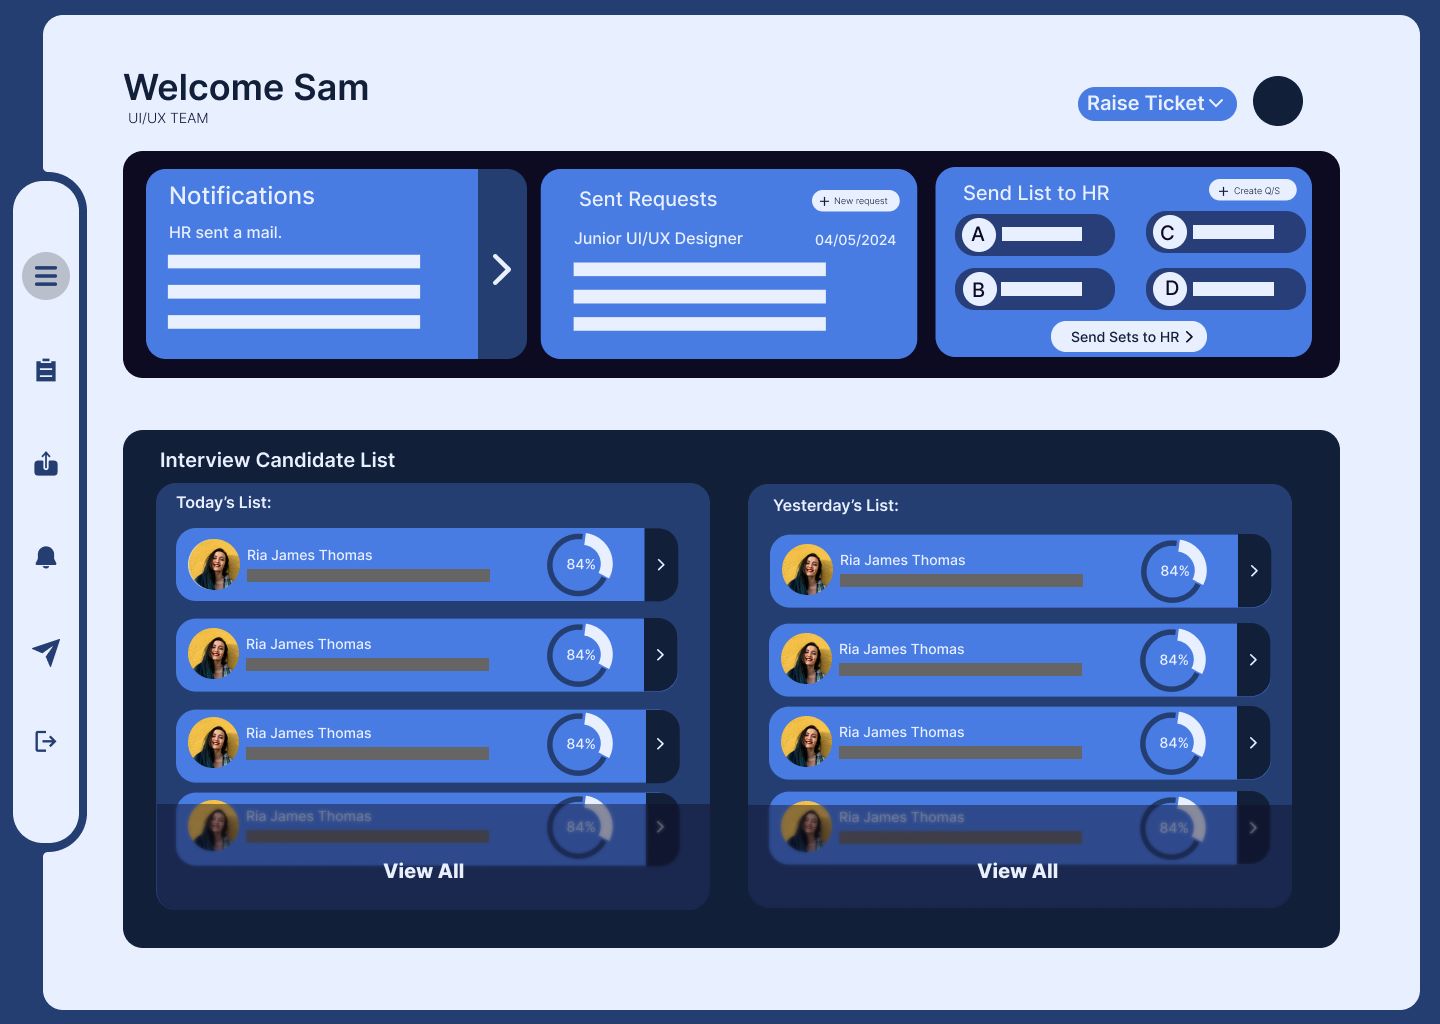 Welcome Sam
UI/UX TEAM
Raise Ticket
Notifications
HR sent a mail.
Sent Requests
+ New request
Junior UI/UX Designer
04/05/2024
Send List to HR
+ Create Q/S
A
C
B
D
Send Sets to HR
Interview Candidate List
Today’s List:
Ria James Thomas
84%
Ria James Thomas
84%
Ria James Thomas
84%
Ria James Thomas
84%
View All
Yesterday’s List:
Ria James Thomas
84%
Ria James Thomas
84%
Ria James Thomas
84%
Ria James Thomas
84%
View All